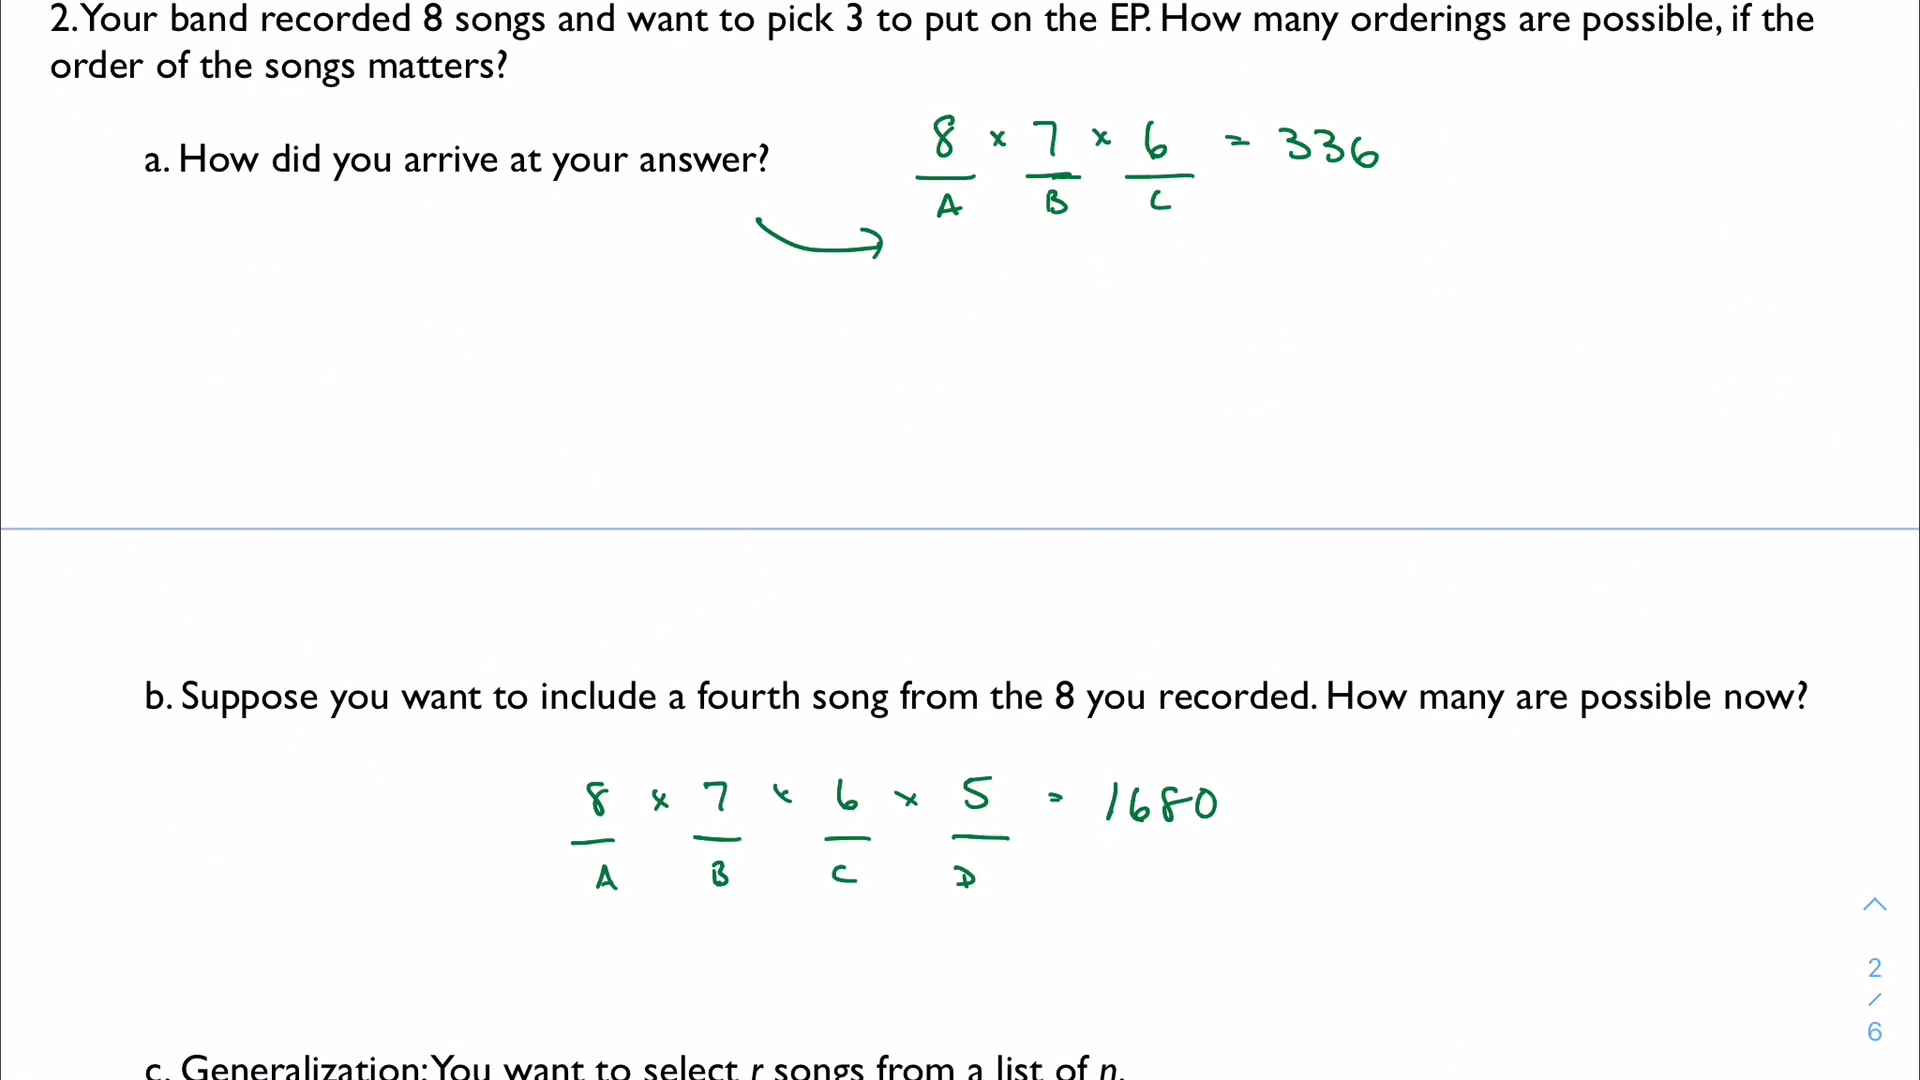 2. Your band recorded 8 songs and want to pick 3 to put on the EP. How many orderings are possible, if the
order of the songs matters?
8 × 7 × 6 = 336
a. How did you arrive at your answer?
A B C
b. Suppose you want to include a fourth song from the 8 you recorded. How many are possible now?
8 × 7 × 6 × 5 = 1680
A B C D
2
/
6
c. Generalization: You want to select r songs from a list of n.